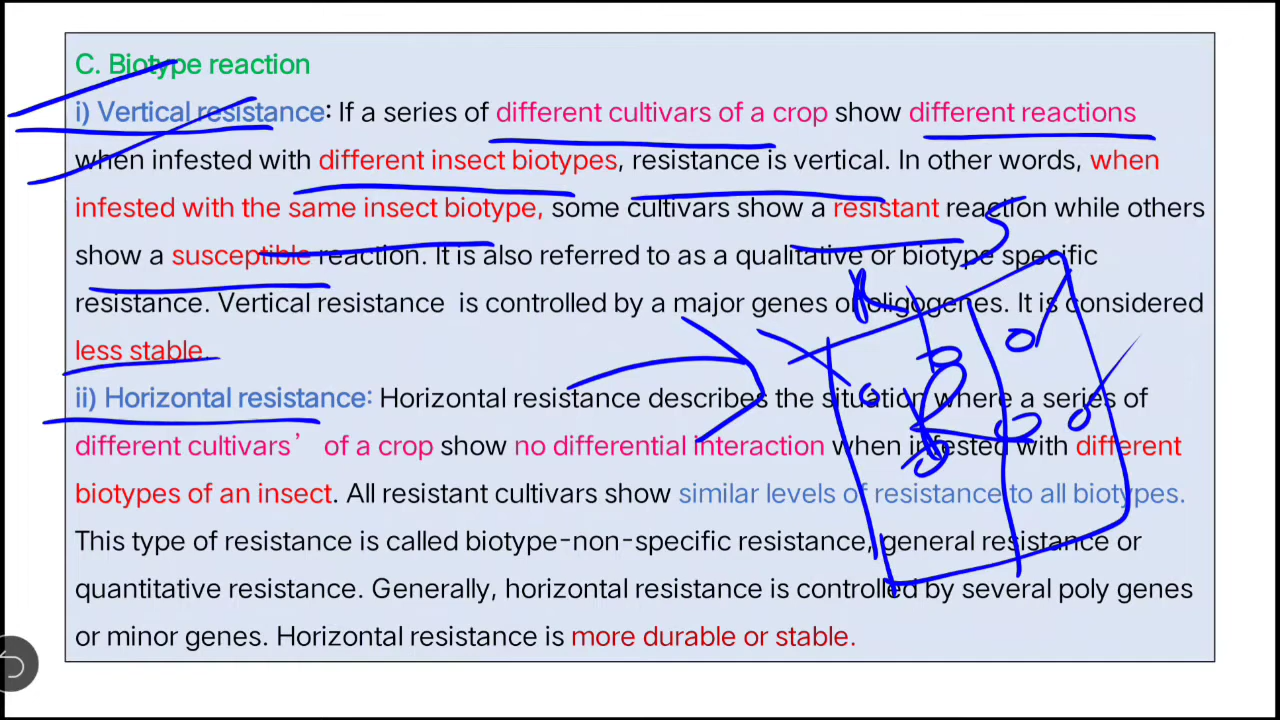 C. Biotype reaction
i) Vertical resistance: If a series of different cultivars of a crop show different reactions
when infested with different insect biotypes, resistance is vertical. In other words, when
infested with the same insect biotype, some cultivars show a resistant reaction while others
show a susceptible reaction. It is also referred to as a qualitative or biotype specific
resistance. Vertical resistance is controlled by a major genes or oligogenes. It is considered
less stable.
ii) Horizontal resistance: Horizontal resistance describes the situation where a series of
different cultivars’ of a crop show no differential interaction when infested with different
biotypes of an insect. All resistant cultivars show similar levels of resistance to all biotypes.
This type of resistance is called biotype-non-specific resistance, general resistance or
quantitative resistance. Generally, horizontal resistance is controlled by several poly genes
or minor genes. Horizontal resistance is more durable or stable.